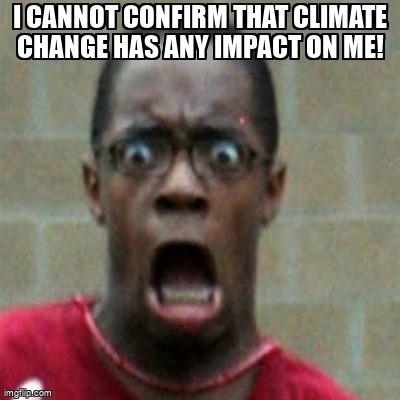 I CANNOT CONFIRM THAT CLIMATE
CHANGE HAS ANY IMPACT ON ME!
imgflip.com